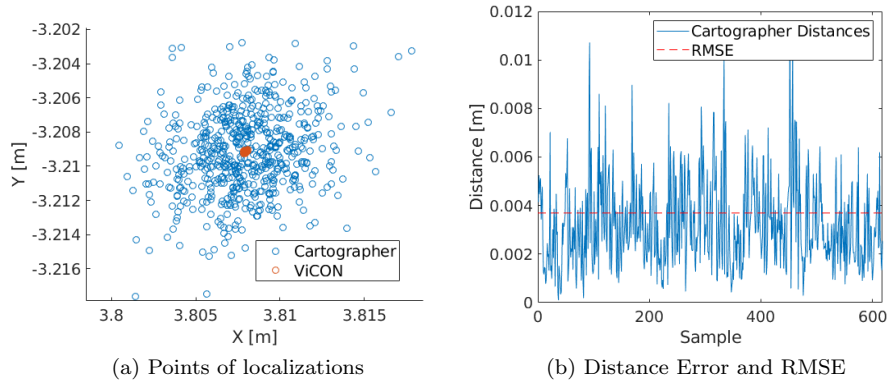 -3.202
-3.204
-3.206
-3.208
-3.21
-3.212
-3.214
-3.216
Y [m]
3.8
3.805
3.81
3.815
X [m]
Cartographer
ViCON
(a) Points of localizations
0.012
0.01
0.008
0.006
0.004
0.002
0
Distance [m]
0
200
400
600
Sample
Cartographer Distances
RMSE
(b) Distance Error and RMSE